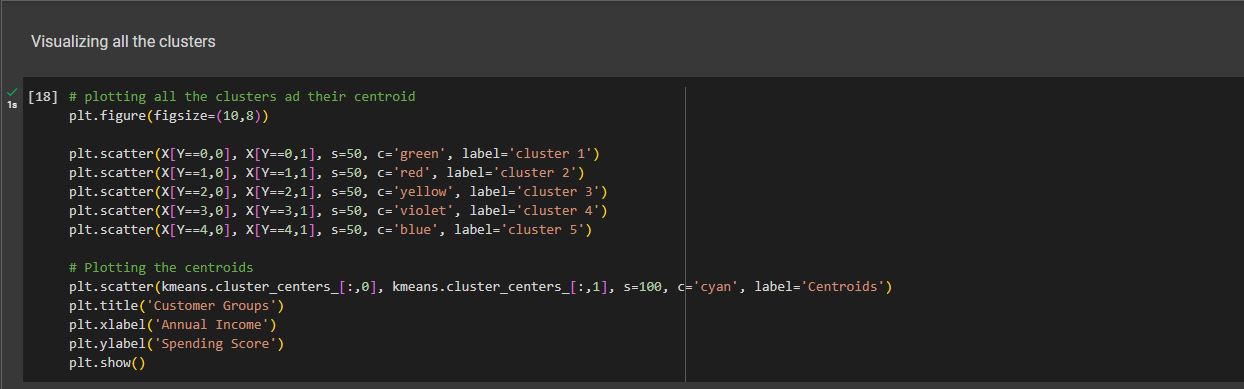 Visualizing all the clusters
1s
[18] # plotting all the clusters ad their centroid
plt.figure(figsize=(10,8))
plt.scatter(X[Y==0,0], X[Y==0,1], s=50, c='green', label='cluster 1')
plt.scatter(X[Y==1,0], X[Y==1,1], s=50, c='red', label='cluster 2')
plt.scatter(X[Y==2,0], X[Y==2,1], s=50, c='yellow', label='cluster 3')
plt.scatter(X[Y==3,0], X[Y==3,1], s=50, c='violet', label='cluster 4')
plt.scatter(X[Y==4,0], X[Y==4,1], s=50, c='blue', label='cluster 5')
# Plotting the centroids
plt.scatter(kmeans.cluster_centers_[:,0], kmeans.cluster_centers_[:,1], s=100, c='cyan', label='Centroids')
plt.title('Customer Groups')
plt.xlabel('Annual Income')
plt.ylabel('Spending Score')
plt.show()